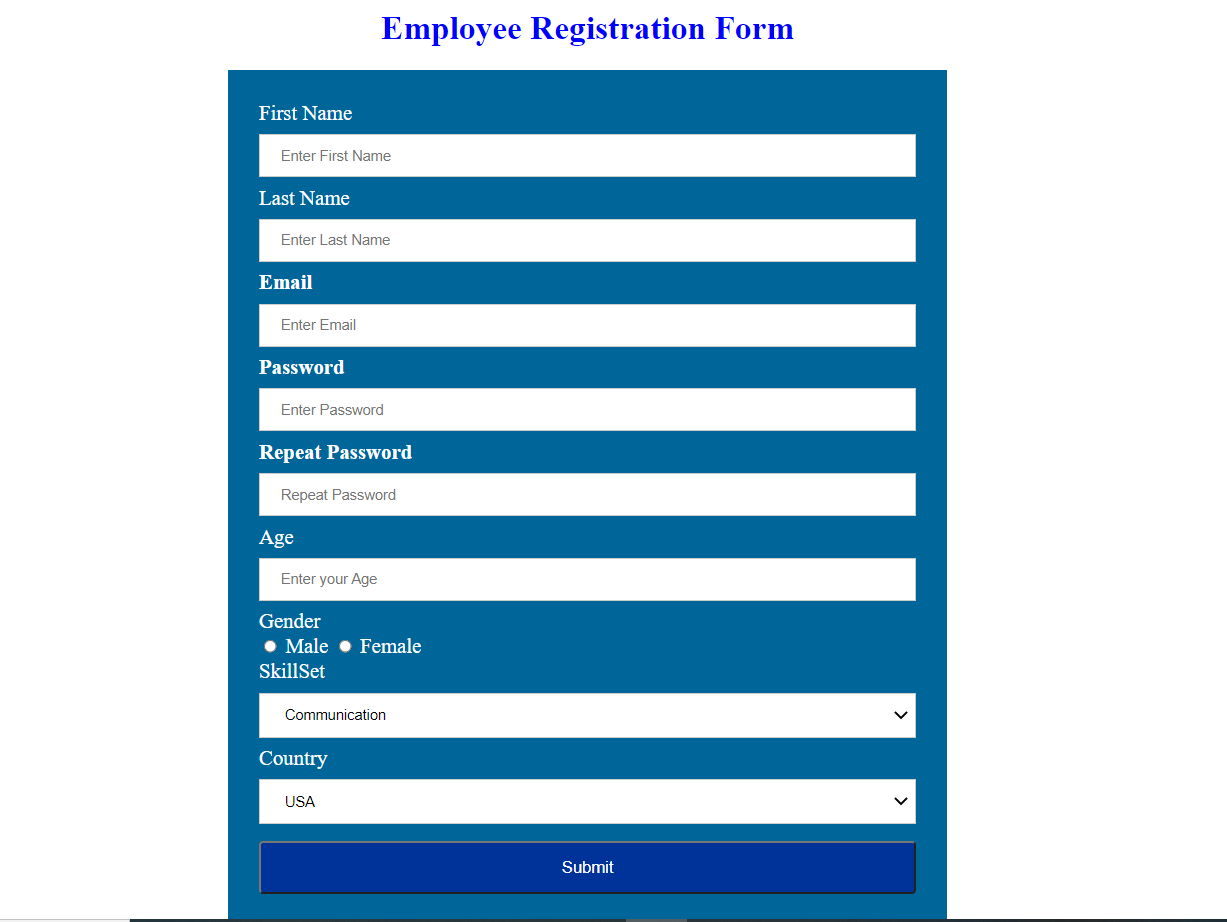 Employee Registration Form
First Name
Enter First Name
Last Name
Enter Last Name
Email
Enter Email
Password
Enter Password
Repeat Password
Repeat Password
Age
Enter your Age
Gender
Male Female
SkillSet
Communication
Country
USA
Submit